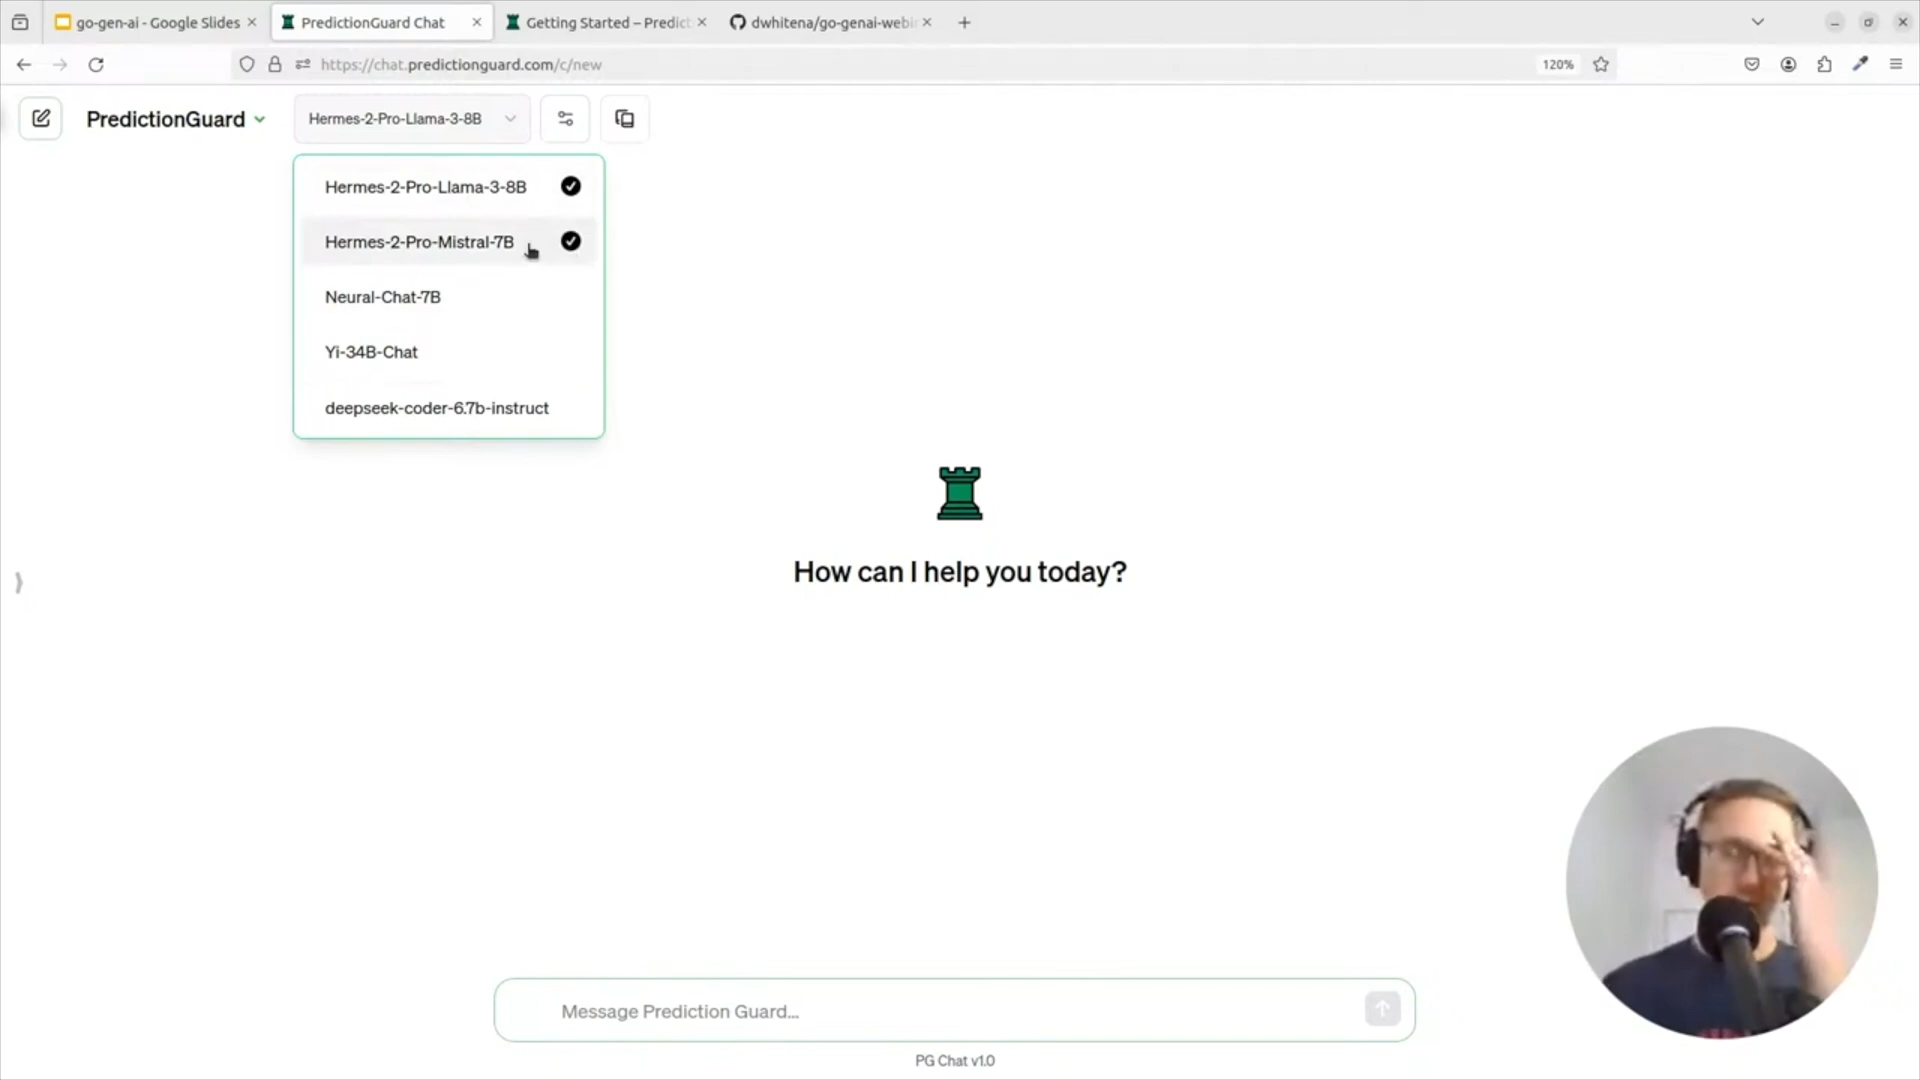 go-gen-ai - Google Slides
PredictionGuard Chat
Getting Started – Predict
dwhitena/go-genai-webin
https://chat.predictionguard.com/c/new
120%
PredictionGuard
Hermes-2-Pro-Llama-3-8B
Hermes-2-Pro-Llama-3-8B
Hermes-2-Pro-Mistral-7B
Neural-Chat-7B
Yi-34B-Chat
deepseek-coder-6.7b-instruct
How can I help you today?
Message Prediction Guard...
PG Chat v1.0